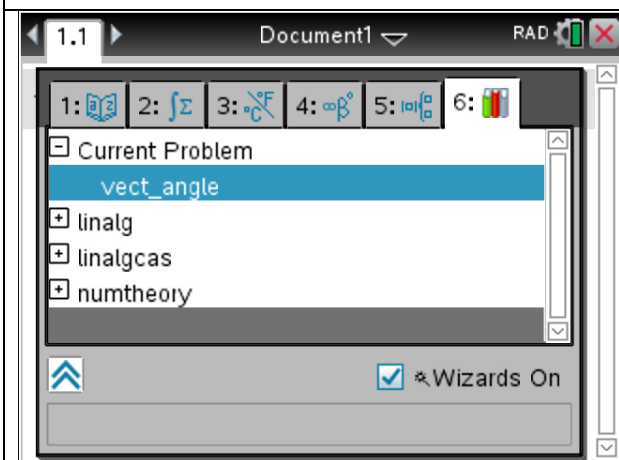 1.1 Document1 RAD
1: 2: ∫Σ 3: °C°F 4: ∞β° 5: 6:
Current Problem
vect_angle
linalg
linalgcas
numtheory
Wizards On